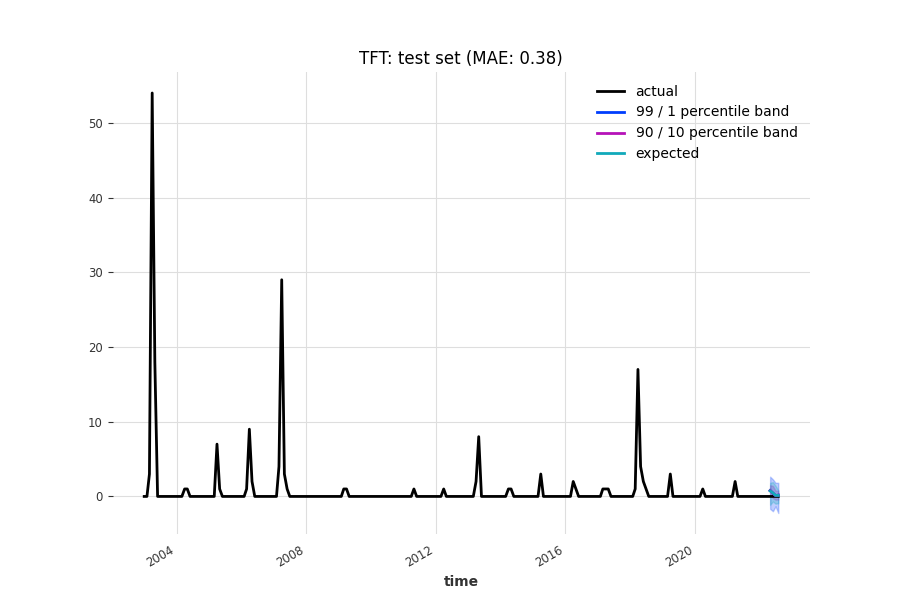 TFT: test set (MAE: 0.38)
actual
99 / 1 percentile band
90 / 10 percentile band
expected
50
40
30
20
10
0
2004
2008
2012
2016
2020
time